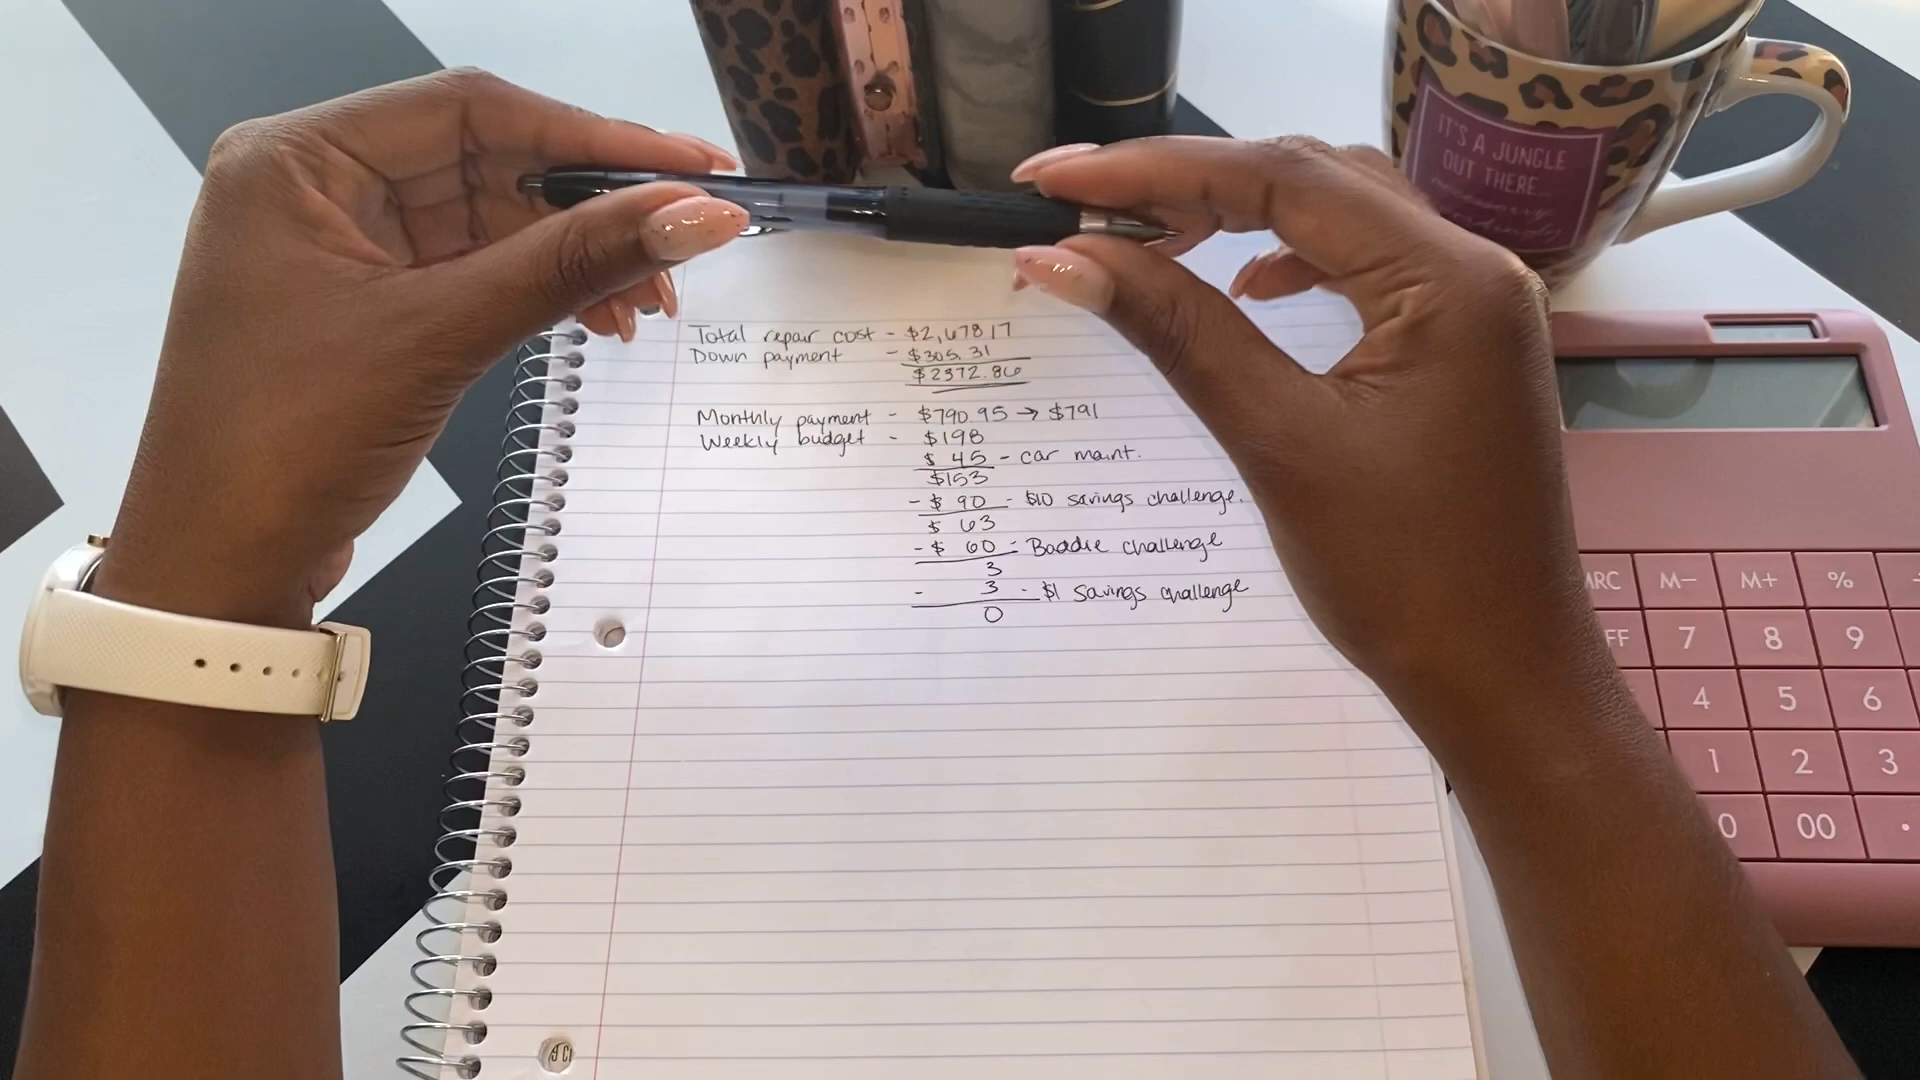 IT'S A JUNGLE
OUT THERE...
Total repair cost - $2,678 17
Down payment - $305.31
$2372.86
Monthly payment - $790.95 → $791
Weekly budget - $198
$ 45 - car maint.
$153
- $ 90 - $10 savings challenge.
$ 63
- $ 60 - Baddie challenge
3
- 3 - $1 savings challenge
0
MRC M- M+ %
FF 7 8 9
4 5 6
1 2 3
0 00 .